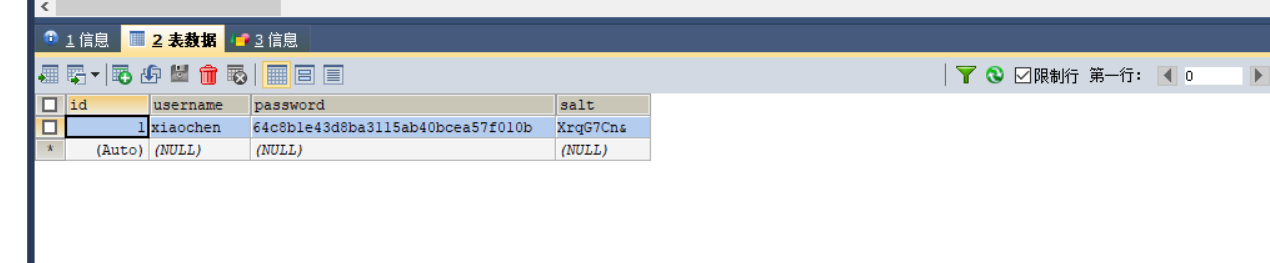 1 信息 2 表数据 3 信息
限制行 第一行: 0
id username password salt
1 xiaochen 64c8b1e43d8ba3115ab40bcea57f010b XrqG7Cn&
* (Auto) (NULL) (NULL) (NULL)